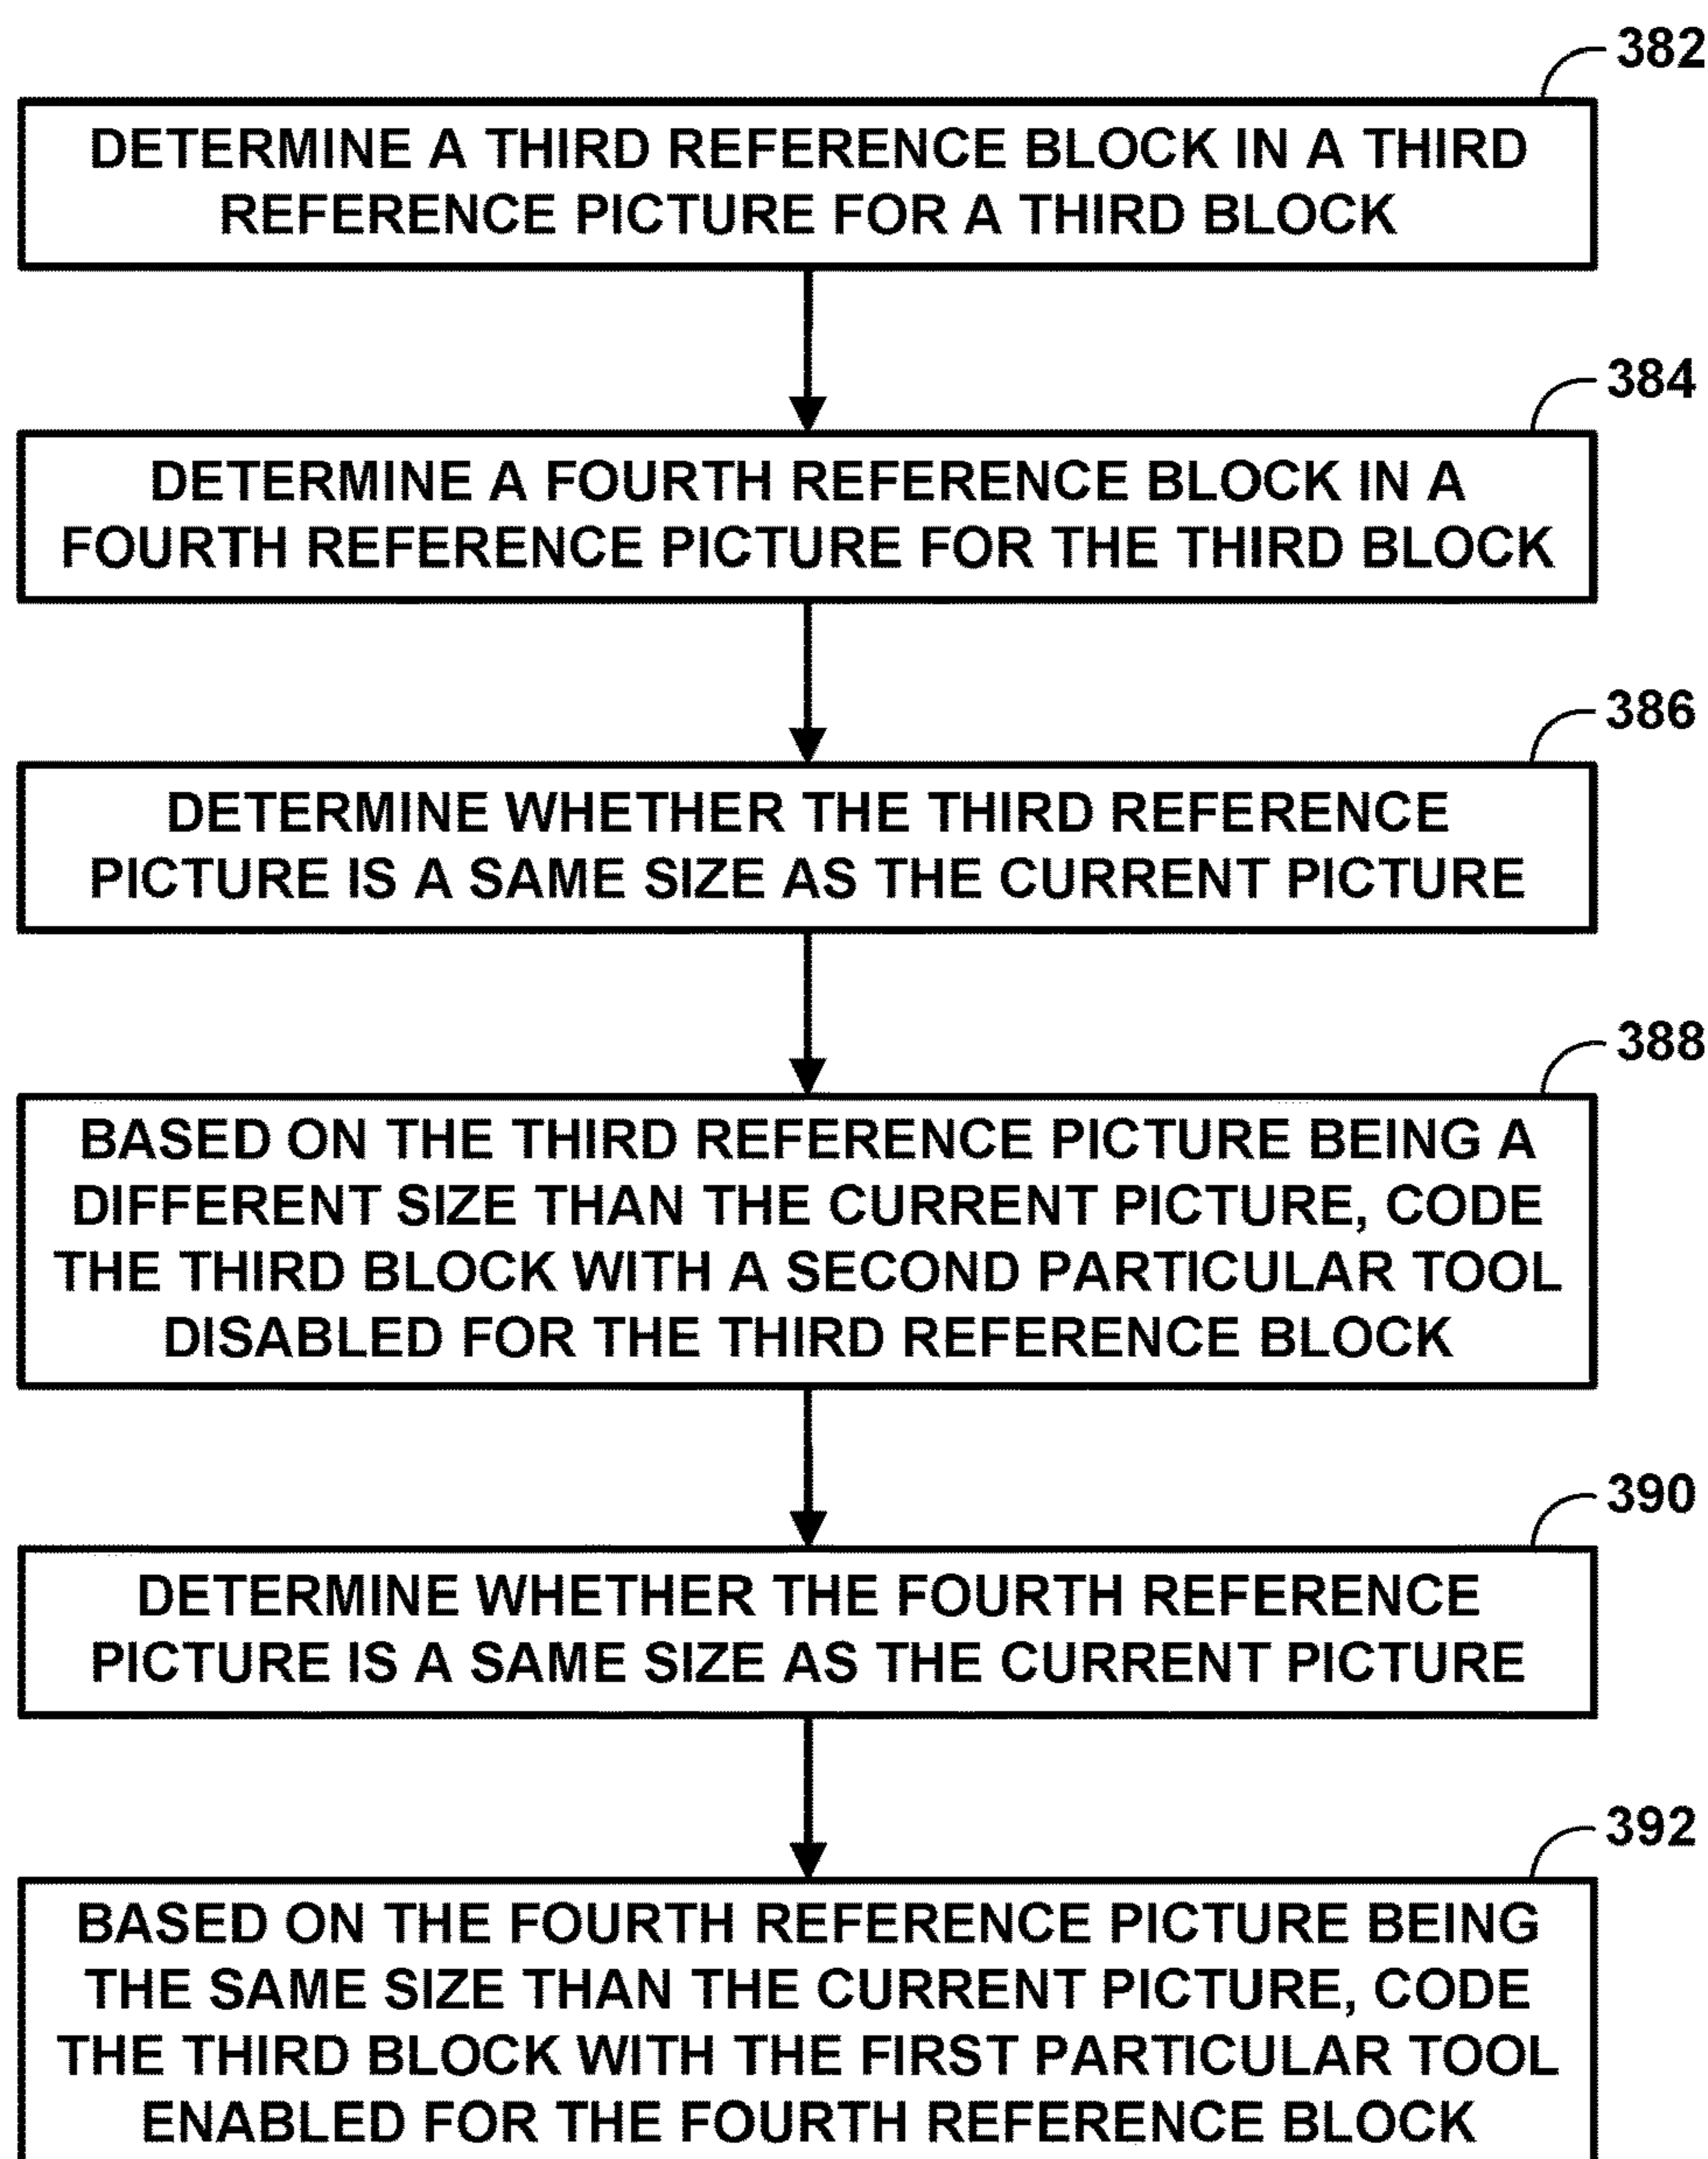 382
DETERMINE A THIRD REFERENCE BLOCK IN A THIRD
REFERENCE PICTURE FOR A THIRD BLOCK
384
DETERMINE A FOURTH REFERENCE BLOCK IN A
FOURTH REFERENCE PICTURE FOR THE THIRD BLOCK
386
DETERMINE WHETHER THE THIRD REFERENCE
PICTURE IS A SAME SIZE AS THE CURRENT PICTURE
388
BASED ON THE THIRD REFERENCE PICTURE BEING A
DIFFERENT SIZE THAN THE CURRENT PICTURE, CODE
THE THIRD BLOCK WITH A SECOND PARTICULAR TOOL
DISABLED FOR THE THIRD REFERENCE BLOCK
390
DETERMINE WHETHER THE FOURTH REFERENCE
PICTURE IS A SAME SIZE AS THE CURRENT PICTURE
392
BASED ON THE FOURTH REFERENCE PICTURE BEING
THE SAME SIZE THAN THE CURRENT PICTURE, CODE
THE THIRD BLOCK WITH THE FIRST PARTICULAR TOOL
ENABLED FOR THE FOURTH REFERENCE BLOCK